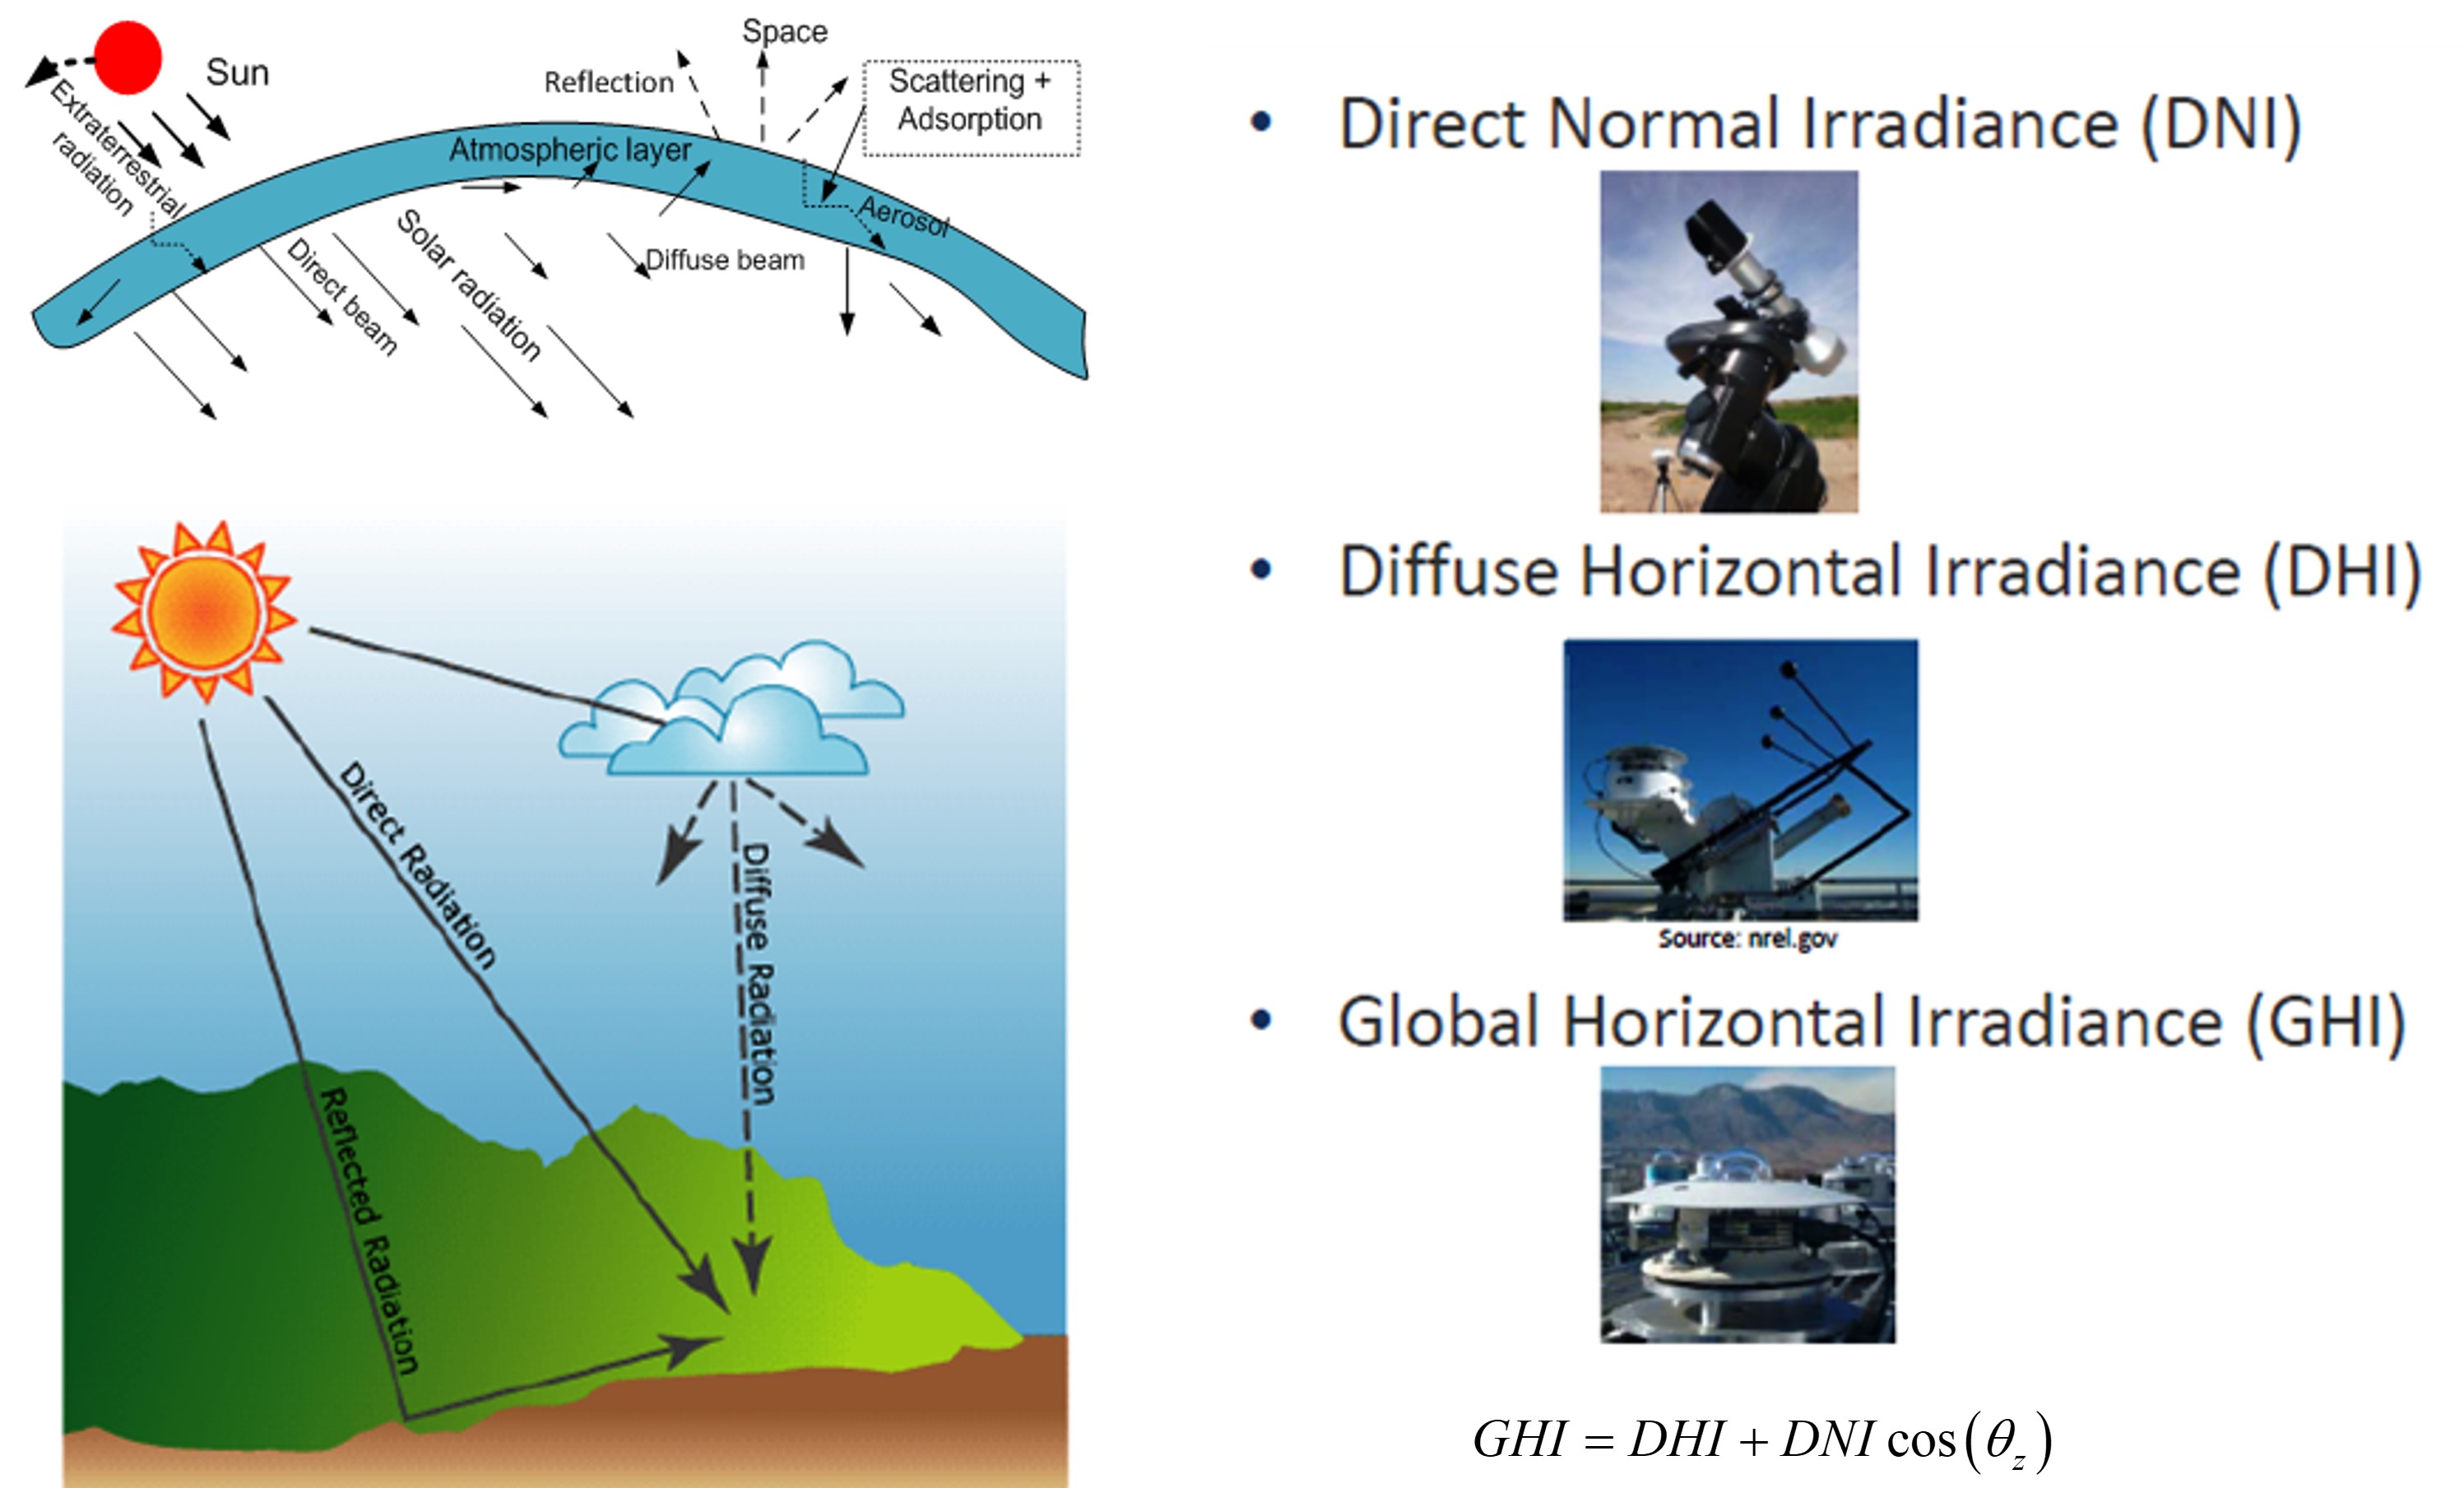 Sun
Extraterrestrial
radiation
Space
Reflection
Scattering +
Adsorption
Atmospheric layer
Aerosol
Direct beam
Solar radiation
Diffuse beam
Direct Radiation
Diffuse Radiation
Reflected Radiation
• Direct Normal Irradiance (DNI)
• Diffuse Horizontal Irradiance (DHI)
Source: nrel.gov
• Global Horizontal Irradiance (GHI)
GHI = DHI + DNI cos(θ_z)